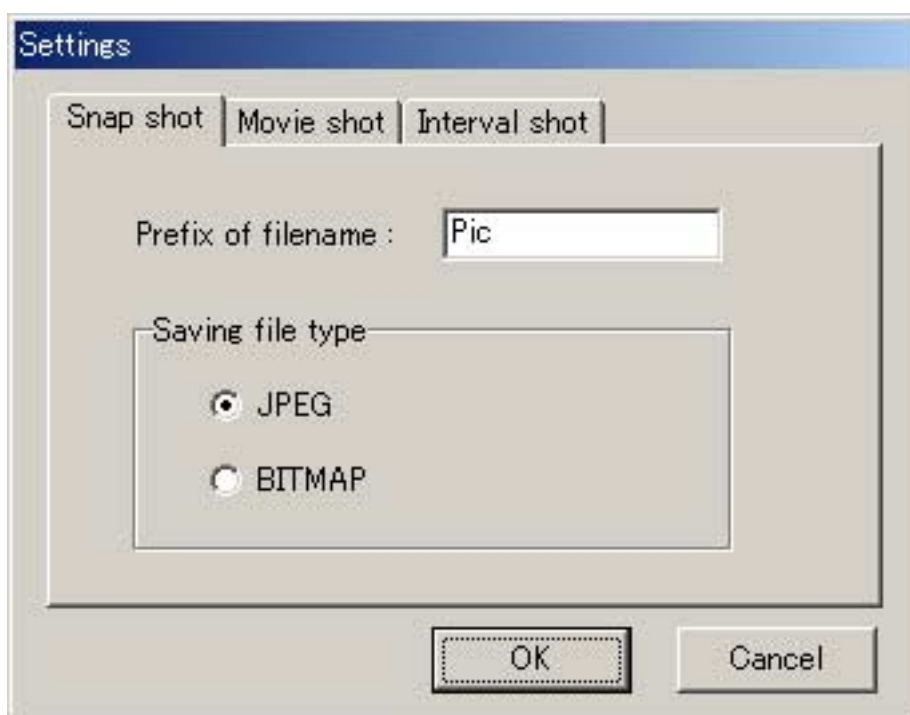 Settings
Snap shot Movie shot Interval shot
Prefix of filename : Pic
Saving file type
JPEG
BITMAP
OK Cancel